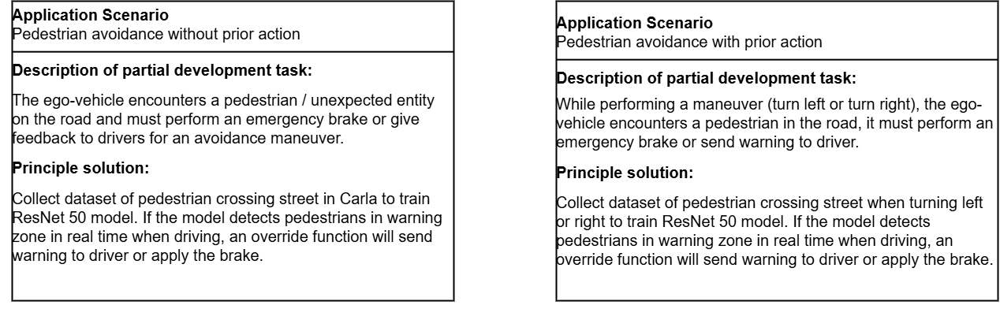 Application Scenario
Pedestrian avoidance without prior action
Description of partial development task:
The ego-vehicle encounters a pedestrian / unexpected entity
on the road and must perform an emergency brake or give
feedback to drivers for an avoidance maneuver.
Principle solution:
Collect dataset of pedestrian crossing street in Carla to train
ResNet 50 model. If the model detects pedestrians in warning
zone in real time when driving, an override function will send
warning to driver or apply the brake.
Application Scenario
Pedestrian avoidance with prior action
Description of partial development task:
While performing a maneuver (turn left or turn right), the ego-
vehicle encounters a pedestrian in the road, it must perform an
emergency brake or send warning to driver.
Principle solution:
Collect dataset of pedestrian crossing street when turning left
or right to train ResNet 50 model. If the model detects
pedestrians in warning zone in real time when driving, an
override function will send warning to driver or apply the brake.